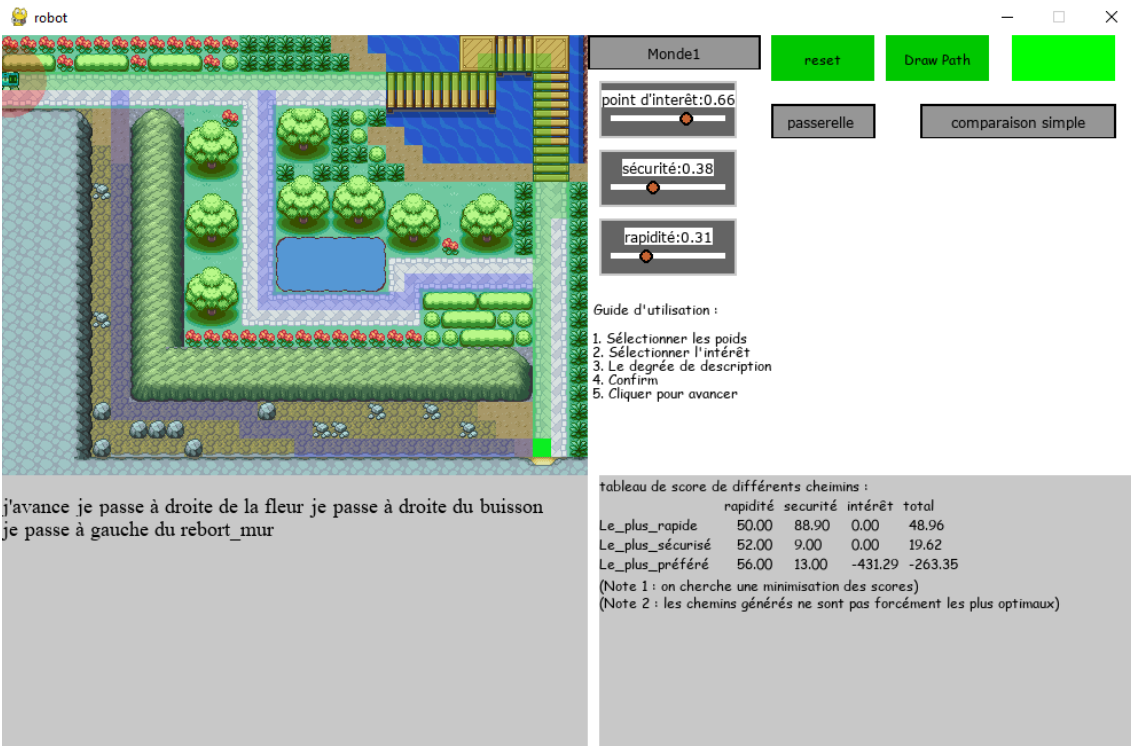 robot
Monde1
reset
Draw Path
point d'interêt:0.66
passerelle
comparaison simple
sécurité:0.38
rapidité:0.31
Guide d'utilisation :
1. Sélectionner les poids
2. Sélectionner l'intérêt
3. Le degrée de description
4. Confirm
5. Cliquer pour avancer
j'avance je passe à droite de la fleur je passe à droite du buisson
je passe à gauche du rebort_mur
tableau de score de différents cheimins :
rapidité securité intérêt total
Le_plus_rapide 50.00 88.90 0.00 48.96
Le_plus_sécurisé 52.00 9.00 0.00 19.62
Le_plus_préféré 56.00 13.00 -431.29 -263.35
(Note 1 : on cherche une minimisation des scores)
(Note 2 : les chemins générés ne sont pas forcément les plus optimaux)